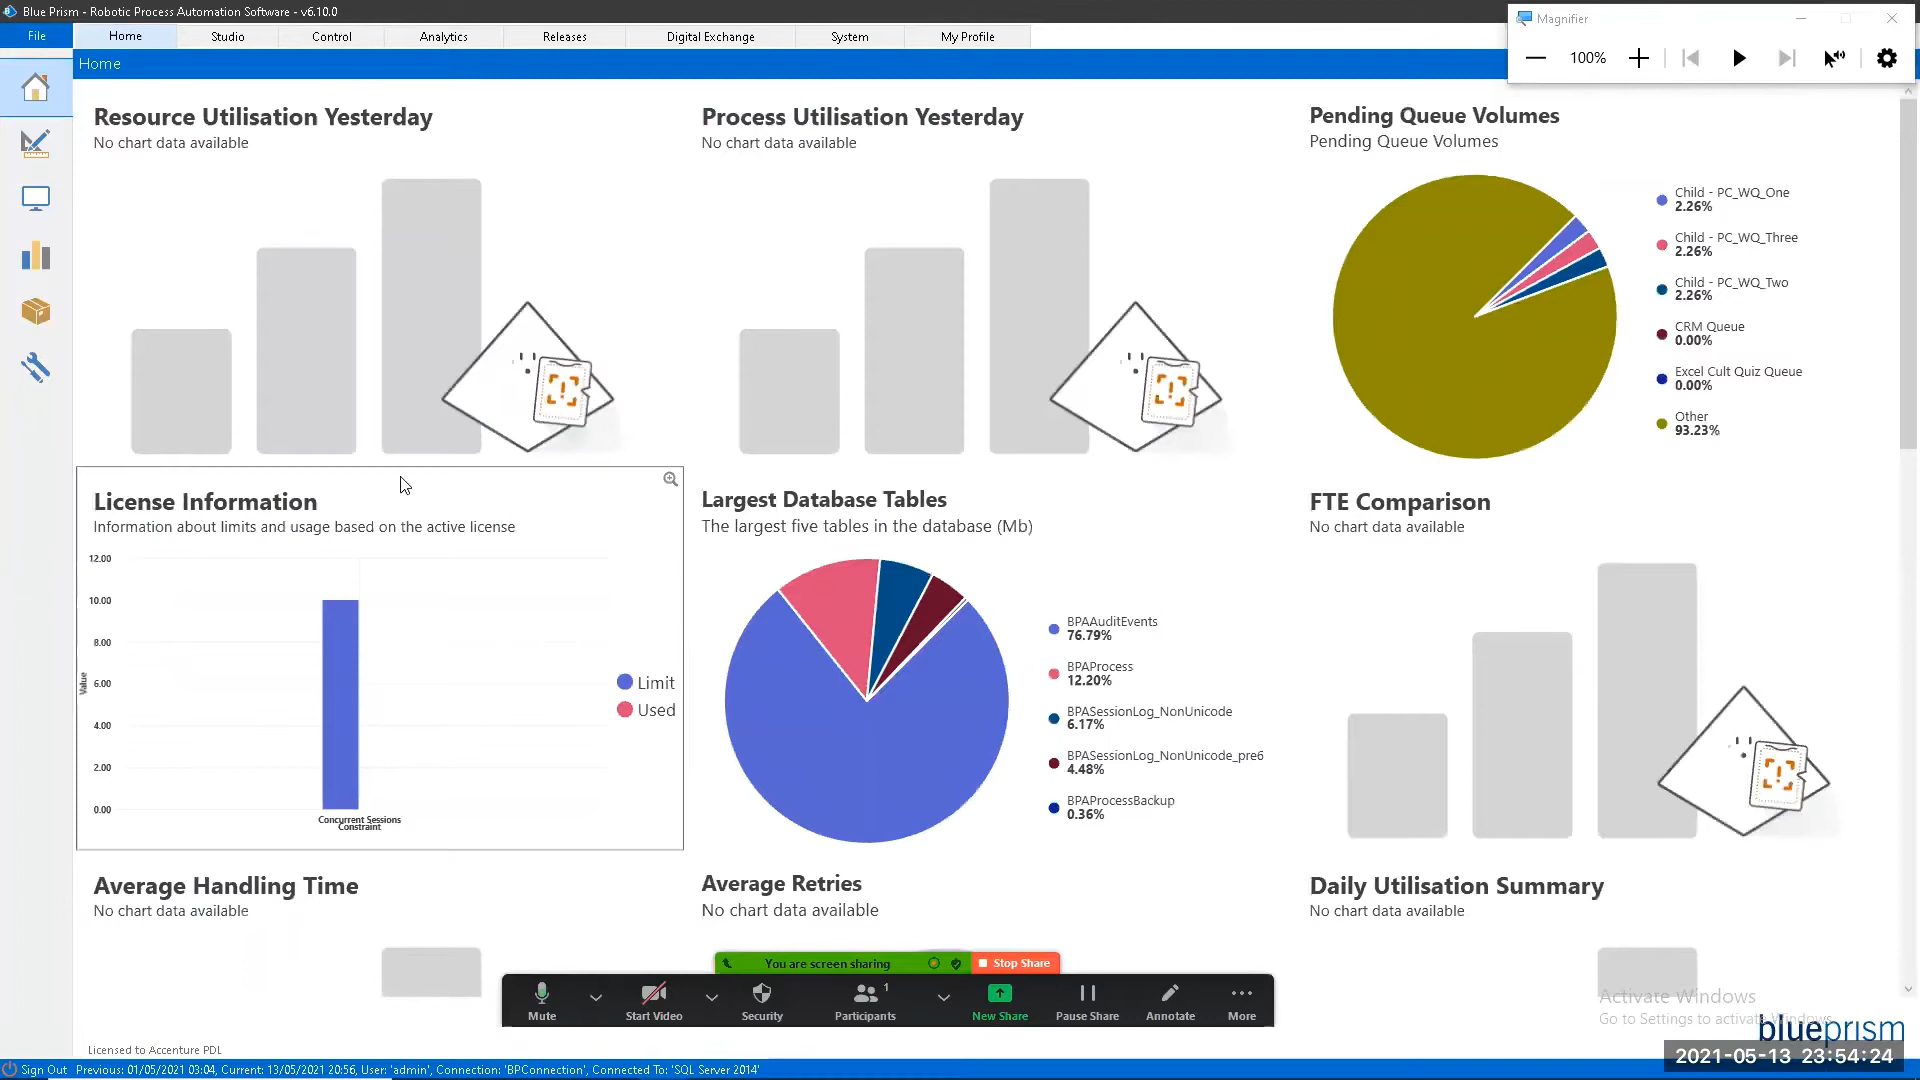 Blue Prism - Robotic Process Automation Software - v6.10.0
Magnifier
File
Home
Studio
Control
Analytics
Releases
Digital Exchange
System
My Profile
100%
Home
Resource Utilisation Yesterday
No chart data available
Process Utilisation Yesterday
No chart data available
Pending Queue Volumes
Pending Queue Volumes
Child - PC_WQ_One
2.26%
Child - PC_WQ_Three
2.26%
Child - PC_WQ_Two
2.26%
CRM Queue
0.00%
Excel Cult Quiz Queue
0.00%
Other
93.23%
License Information
Information about limits and usage based on the active license
12.00
10.00
8.00
6.00
4.00
2.00
0.00
Value
Concurrent Sessions
Constraint
Limit
Used
Largest Database Tables
The largest five tables in the database (Mb)
BPAAuditEvents
76.79%
BPAProcess
12.20%
BPASessionLog_NonUnicode
6.17%
BPASessionLog_NonUnicode_pre6
4.48%
BPAProcessBackup
0.36%
FTE Comparison
No chart data available
Average Handling Time
No chart data available
Average Retries
No chart data available
Daily Utilisation Summary
No chart data available
You are screen sharing
Stop Share
Mute
Start Video
Security
1
Participants
New Share
Pause Share
Annotate
More
Activate Windows
Go to Settings to activate Windows.
blueprism
Licensed to Accenture PDL
2021-05-13 23:54:24
Sign Out
Previous: 01/05/2021 03:04, Current: 13/05/2021 20:56, User: 'admin', Connection: 'BPConnection', Connected To: 'SQL Server 2014'